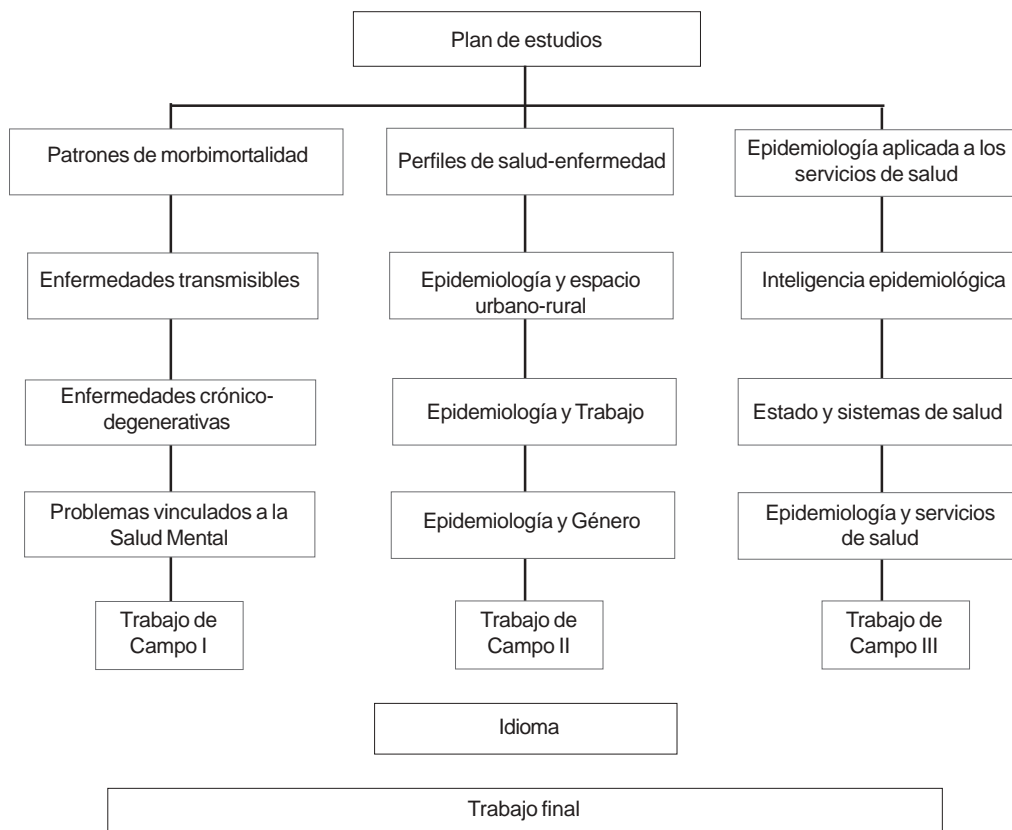 Plan de estudios
Patrones de morbimortalidad
Perfiles de salud-enfermedad
Epidemiología aplicada a los
servicios de salud
Enfermedades transmisibles
Epidemiología y espacio
urbano-rural
Inteligencia epidemiológica
Enfermedades crónico-
degenerativas
Epidemiología y Trabajo
Estado y sistemas de salud
Problemas vinculados a la
Salud Mental
Epidemiología y Género
Epidemiología y servicios
de salud
Trabajo de
Campo I
Trabajo de
Campo II
Trabajo de
Campo III
Idioma
Trabajo final